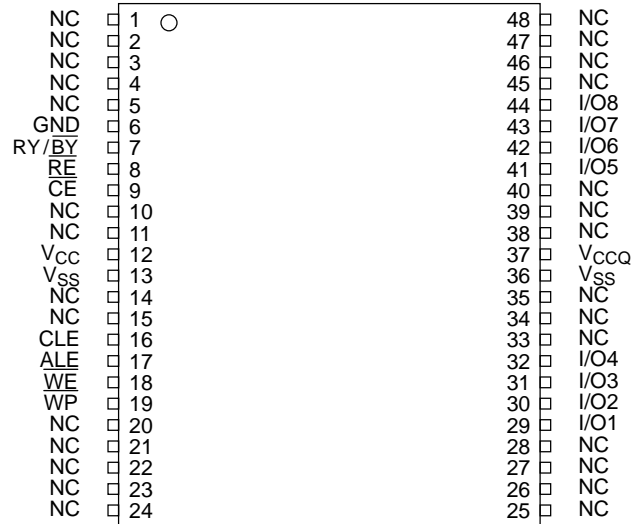 NC 1 48 NC
NC 2 47 NC
NC 3 46 NC
NC 4 45 NC
NC 5 44 I/O8
GND 6 43 I/O7
RY/BY 7 42 I/O6
RE 8 41 I/O5
CE 9 40 NC
NC 10 39 NC
NC 11 38 NC
VCC 12 37 VCCQ
VSS 13 36 VSS
NC 14 35 NC
NC 15 34 NC
CLE 16 33 NC
ALE 17 32 I/O4
WE 18 31 I/O3
WP 19 30 I/O2
NC 20 29 I/O1
NC 21 28 NC
NC 22 27 NC
NC 23 26 NC
NC 24 25 NC